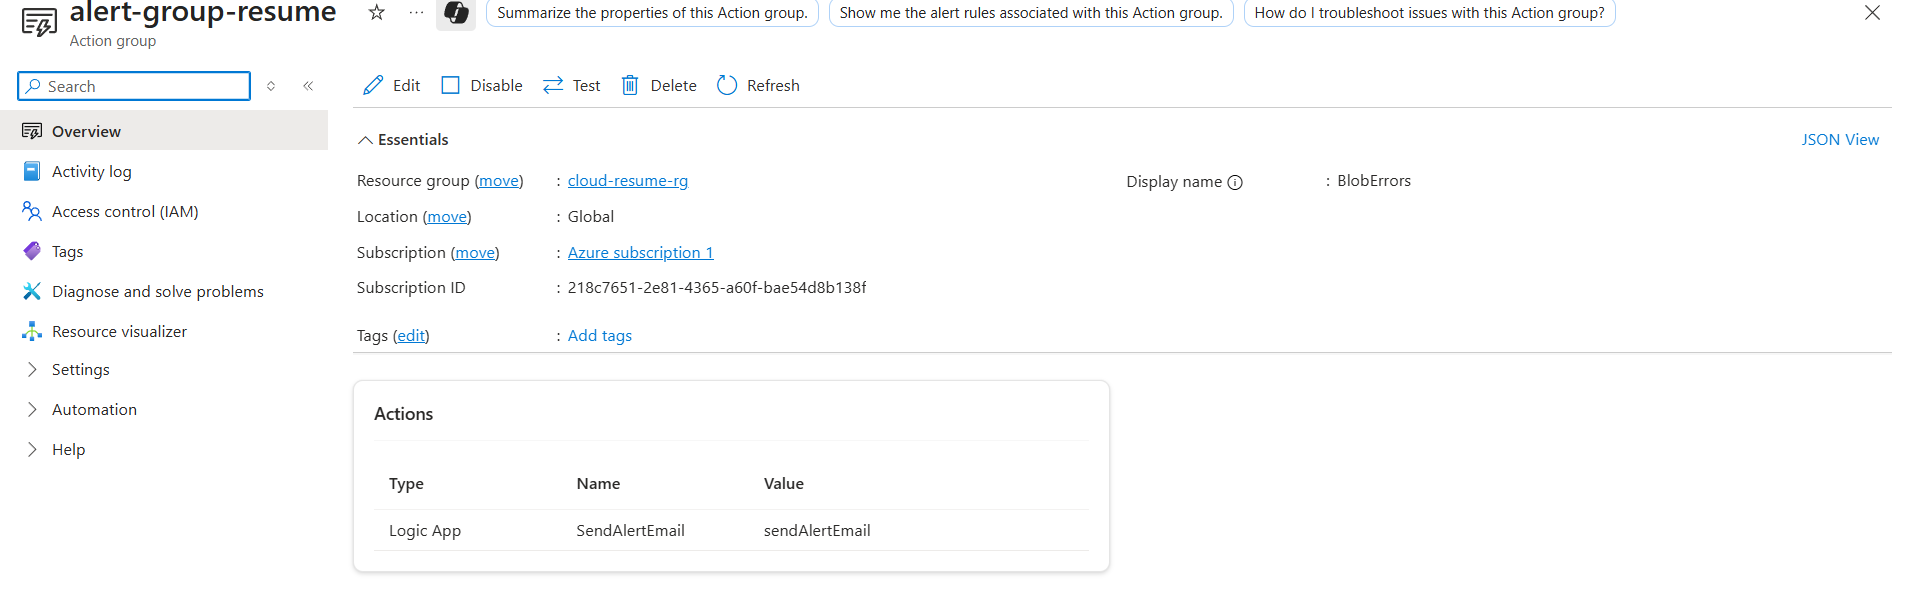 alert-group-resume
Summarize the properties of this Action group.
Show me the alert rules associated with this Action group.
How do I troubleshoot issues with this Action group?
Action group
Search
Edit
Disable
Test
Delete
Refresh
Overview
Activity log
Access control (IAM)
Tags
Diagnose and solve problems
Resource visualizer
Settings
Automation
Help
Essentials
JSON View
Resource group (move) : cloud-resume-rg
Location (move) : Global
Subscription (move) : Azure subscription 1
Subscription ID : 218c7651-2e81-4365-a60f-bae54d8b138f
Display name : BlobErrors
Tags (edit) : Add tags
Actions
Type Name Value
Logic App SendAlertEmail sendAlertEmail